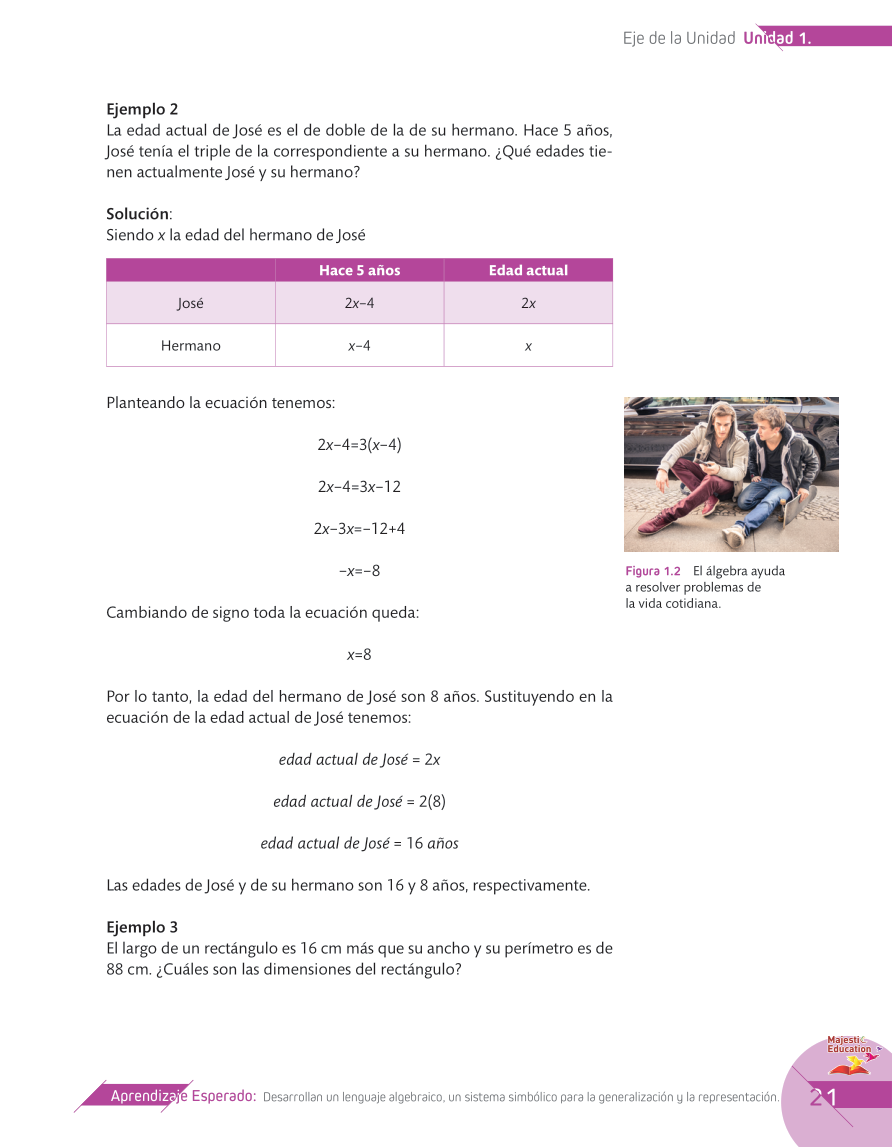 Eje de la Unidad Unidad 1.
Ejemplo 2
La edad actual de José es el de doble de la de su hermano. Hace 5 años,
José tenía el triple de la correspondiente a su hermano. ¿Qué edades tie-
nen actualmente José y su hermano?
Solución:
Siendo x la edad del hermano de José
Hace 5 años Edad actual
José 2x–4 2x
Hermano x–4 x
Planteando la ecuación tenemos:
2x–4=3(x–4)
2x–4=3x–12
2x–3x=–12+4
–x=–8
Cambiando de signo toda la ecuación queda:
x=8
Por lo tanto, la edad del hermano de José son 8 años. Sustituyendo en la
ecuación de la edad actual de José tenemos:
edad actual de José = 2x
edad actual de José = 2(8)
edad actual de José = 16 años
Las edades de José y de su hermano son 16 y 8 años, respectivamente.
Ejemplo 3
El largo de un rectángulo es 16 cm más que su ancho y su perímetro es de
88 cm. ¿Cuáles son las dimensiones del rectángulo?
Figura 1.2 El álgebra ayuda
a resolver problemas de
la vida cotidiana.
Majestic
Education
Aprendizaje Esperado: Desarrollan un lenguaje algebraico, un sistema simbólico para la generalización y la representación.
21